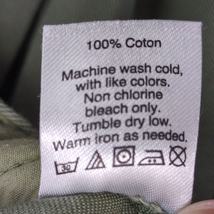 100% Coton
Machine wash cold,
with like colors.
Non chlorine
bleach only.
Tumble dry low.
Warm iron as needed.
30